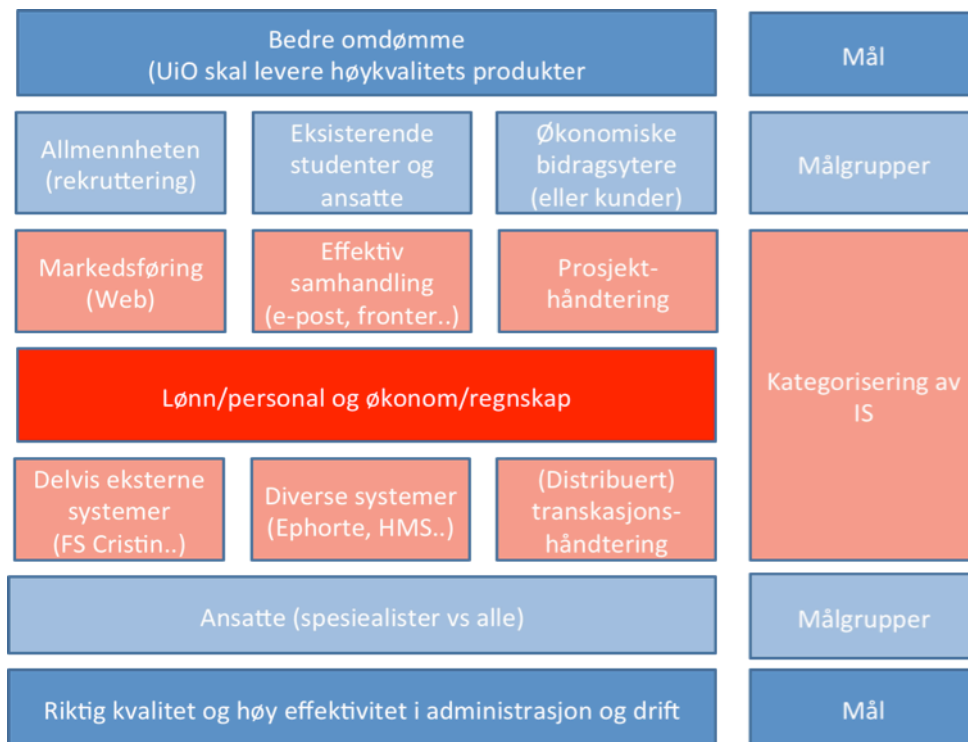 Bedre omdømme
(UiO skal levere høykvalitets produkter
Mål
Allmennheten
(rekruttering)
Eksisterende
studenter og
ansatte
Økonomiske
bidragsytere
(eller kunder)
Målgrupper
Markedsføring
(Web)
Effektiv
samhandling
(e-post, fronter..)
Prosjekt-
håndtering
Kategorisering av
IS
Lønn/personal og økonom/regnskap
Delvis eksterne
systemer
(FS Cristin..)
Diverse systemer
(Ephorte, HMS..)
(Distribuert)
transkasjons-
håndtering
Ansatte (spesiealister vs alle)
Målgrupper
Riktig kvalitet og høy effektivitet i administrasjon og drift
Mål